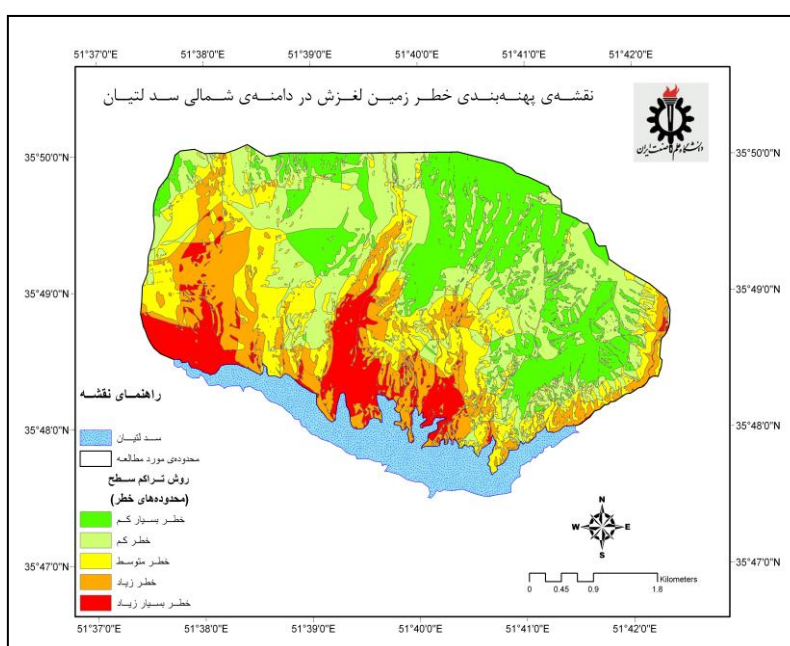 51°37'0"E 51°38'0"E 51°39'0"E 51°40'0"E 51°41'0"E 51°42'0"E
نقشه‌ی پهنه‌بندی خطر زمین لغزش در دامنه‌ی شمالی سد لتیان
دانشگاه علم و صنعت ایران
35°50'0"N 35°50'0"N
35°49'0"N 35°49'0"N
35°48'0"N 35°48'0"N
35°47'0"N 35°47'0"N
راهنمای نقشه
سد لتیان
محدوده‌ی مورد مطالعه
روش تراکم سطح
(محدوده‌های خطر)
خطر بسیار کم
خطر کم
خطر متوسط
خطر زیاد
خطر بسیار زیاد
N
W E
S
Kilometers
0 0.45 0.9 1.8
51°37'0"E 51°38'0"E 51°39'0"E 51°40'0"E 51°41'0"E 51°42'0"E